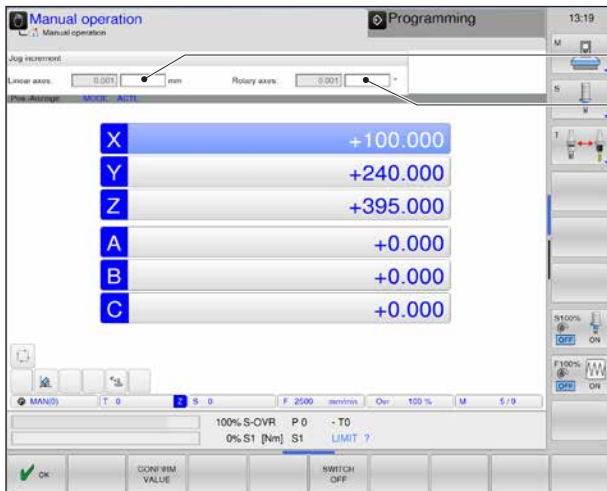 Manual operation
Programming
13:19
Manual operation
Jog increment
Linear axes: 0.001 mm Rotary axes: 0.001 °
Pos.-Anzeige MODE: ACTL.
M
S
T
X +100.000
Y +240.000
Z +395.000
A +0.000
B +0.000
C +0.000
S100%
OFF ON
F100%
OFF ON
MAN(0) T 0 Z S 0 F 2500 mm/min Ovr 100 % M 5/9
100% S-OVR P0 -T0
0% S1 [Nm] S1 LIMIT ?
OK
CONFIRM
VALUE
SWITCH
OFF